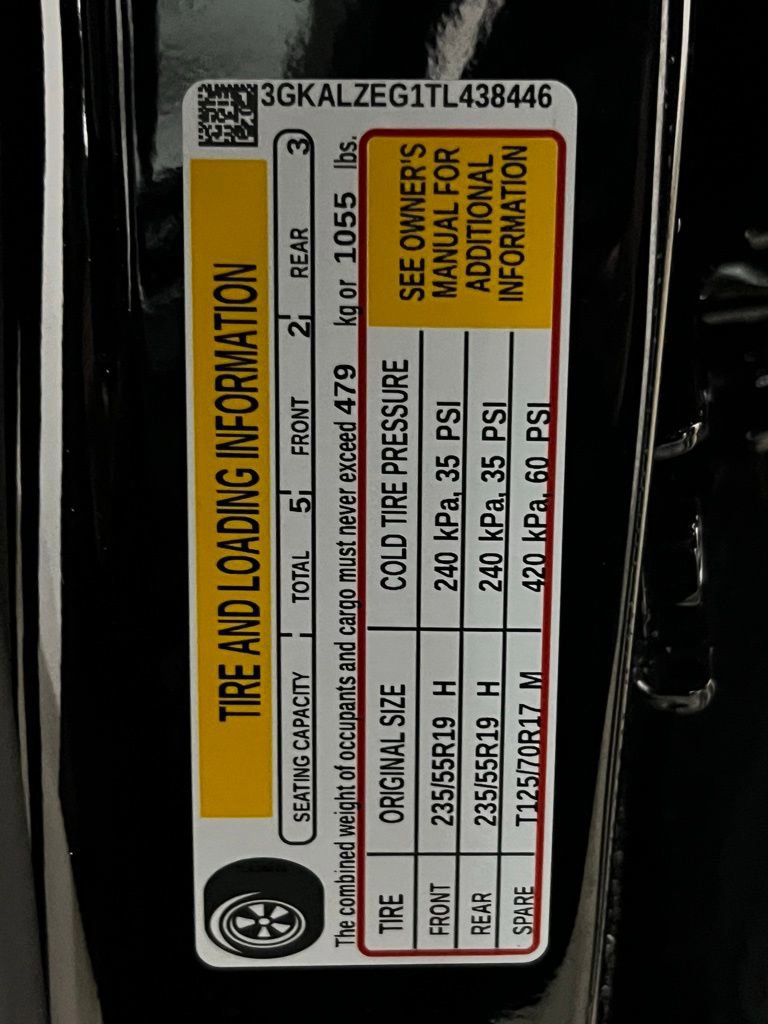 3GKALZEG1TL438446
TIRE AND LOADING INFORMATION
SEATING CAPACITY TOTAL 5 FRONT 2 REAR 3
The combined weight of occupants and cargo must never exceed 479 kg or 1055 lbs.
TIRE ORIGINAL SIZE COLD TIRE PRESSURE
FRONT 235/55R19 H 240 kPa, 35 PSI
REAR 235/55R19 H 240 kPa, 35 PSI
SPARE T125/70R17 M 420 kPa, 60 PSI
SEE OWNER'S
MANUAL FOR
ADDITIONAL
INFORMATION